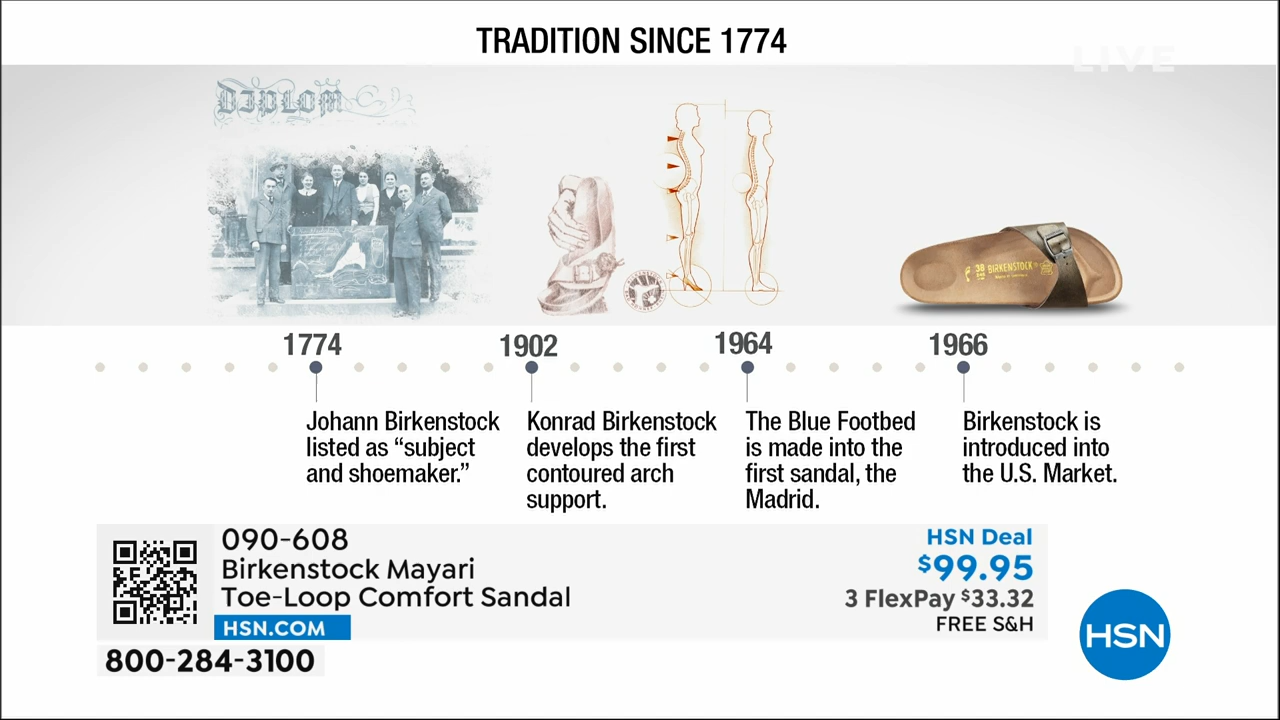 TRADITION SINCE 1774
LIVE
Diplom
38
BIRKENSTOCK
1774
1902
1964
1966
Johann Birkenstock
listed as “subject
and shoemaker.”
Konrad Birkenstock
develops the first
contoured arch
support.
The Blue Footbed
is made into the
first sandal, the
Madrid.
Birkenstock is
introduced into
the U.S. Market.
090-608
Birkenstock Mayari
Toe-Loop Comfort Sandal
HSN.COM
800-284-3100
HSN Deal
$99.95
3 FlexPay $33.32
FREE S&H
HSN